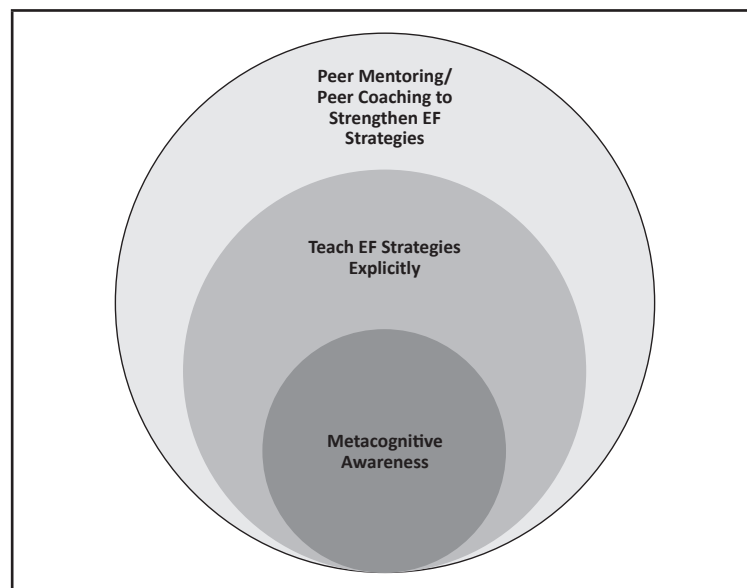 Peer Mentoring/
Peer Coaching to
Strengthen EF
Strategies
Teach EF Strategies
Explicitly
Metacognitive
Awareness